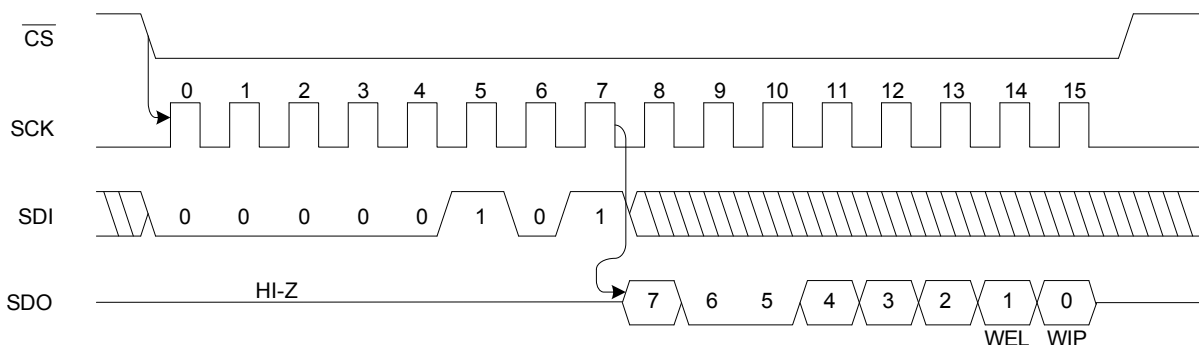 CS
0 1 2 3 4 5 6 7 8 9 10 11 12 13 14 15
SCK
SDI 0 0 0 0 0 1 0 1
HI-Z
SDO 7 6 5 4 3 2 1 0
WEL WIP